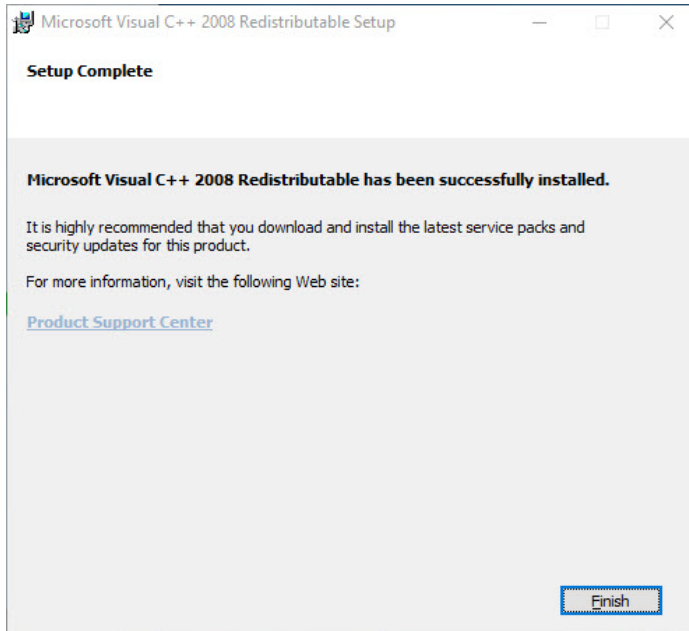 Microsoft Visual C++ 2008 Redistributable Setup
Setup Complete
Microsoft Visual C++ 2008 Redistributable has been successfully installed.
It is highly recommended that you download and install the latest service packs and
security updates for this product.
For more information, visit the following Web site:
Product Support Center
Finish